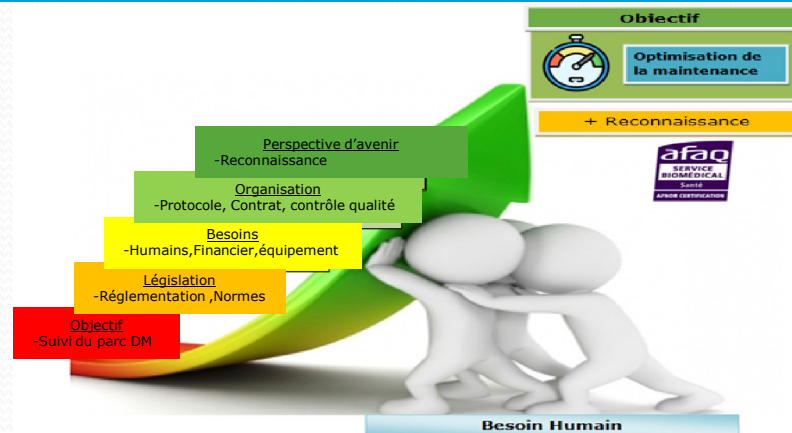 Objectif
Optimisation de
la maintenance
+ Reconnaissance
afaq
SERVICE
BIOMÉDICAL
Santé
AFNOR CERTIFICATION
Perspective d'avenir
-Reconnaissance
Organisation
-Protocole, Contrat, contrôle qualité
Besoins
-Humains,Financier,équipement
Législation
-Réglementation ,Normes
Objectif
-Suivi du parc DM
Besoin Humain